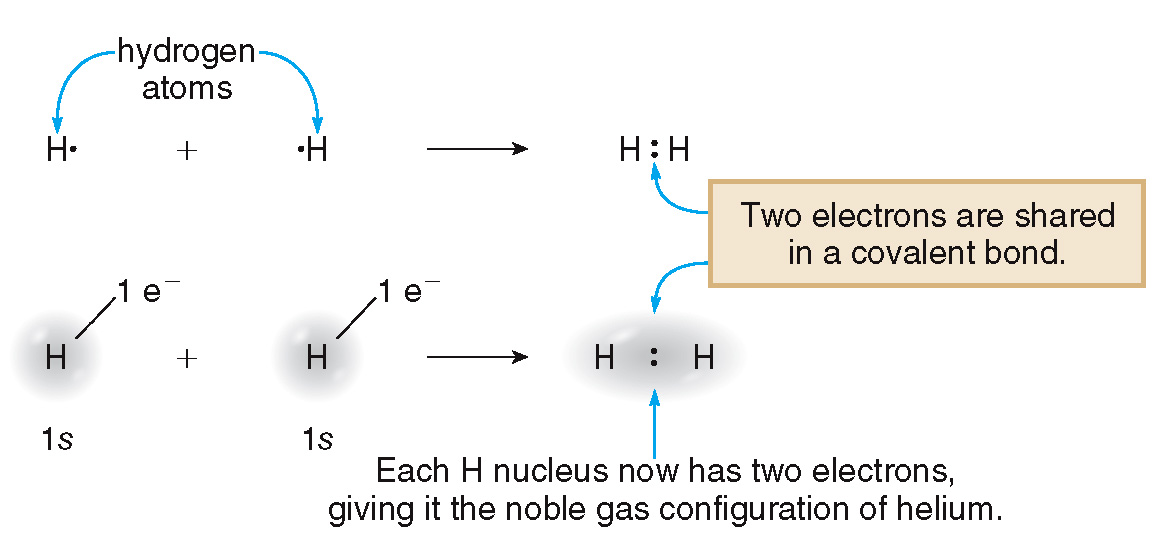 hydrogen
atoms
H· + ·H → H:H
Two electrons are shared
in a covalent bond.
1 e⁻ 1 e⁻
H + H → H : H
1s 1s
Each H nucleus now has two electrons,
giving it the noble gas configuration of helium.